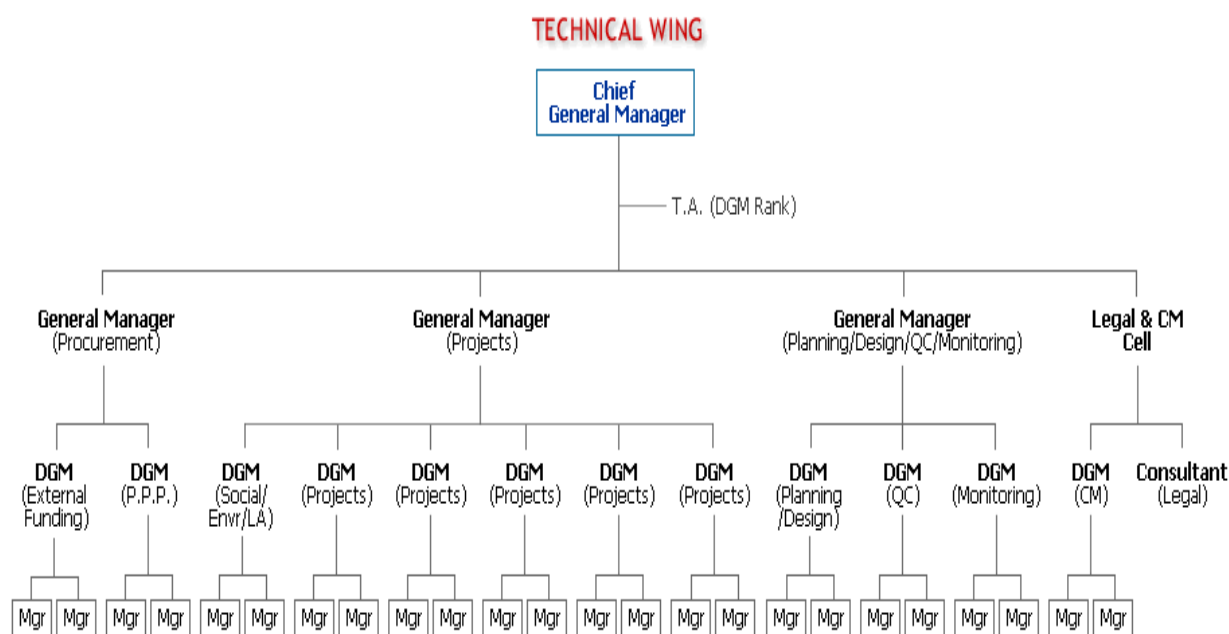 TECHNICAL WING
Chief
General Manager
T.A. (DGM Rank)
General Manager
(Procurement)
General Manager
(Projects)
General Manager
(Planning/Design/QC/Monitoring)
Legal & CM
Cell
DGM
(External
Funding)
DGM
(P.P.P.)
DGM
(Social/
Envr/LA)
DGM
(Projects)
DGM
(Projects)
DGM
(Projects)
DGM
(Projects)
DGM
(Projects)
DGM
(Planning
/Design)
DGM
(QC)
DGM
(Monitoring)
DGM
(CM)
Consultant
(Legal)
Mgr Mgr Mgr Mgr Mgr Mgr Mgr Mgr Mgr Mgr Mgr Mgr Mgr Mgr Mgr Mgr Mgr Mgr Mgr Mgr Mgr Mgr Mgr Mgr